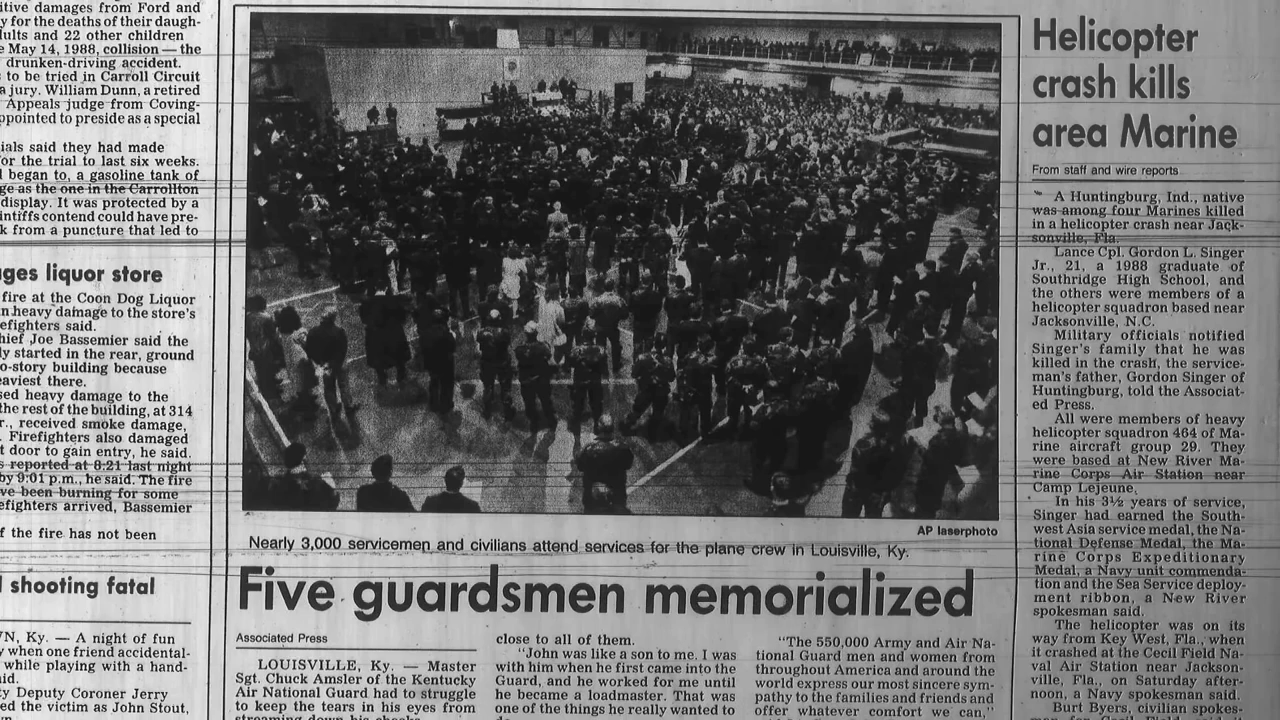 itive damages from Ford and
y for the deaths of their daugh-
dults and 22 other children
e May 14, 1988, collision — the
drunken-driving accident.
to be tried in Carroll Circuit
a jury. William Dunn, a retired
Appeals judge from Coving-
ppointed to preside as a special
ials said they had made
for the trial to last six weeks.
l began to, a gasoline tank of
ge as the one in the Carrollton
display. It was protected by a
intiffs contend could have pre-
k from a puncture that led to
ges liquor store
fire at the Coon Dog Liquor
n heavy damage to the store's
efighters said.
hief Joe Bassemier said the
ly started in the rear, ground
o-story building because
eaviest there.
sed heavy damage to the
the rest of the building, at 314
r., received smoke damage,
. Firefighters also damaged
t door to gain entry, he said.
s reported at 8:21 last night
by 9:01 p.m., he said. The fire
ve been burning for some
efighters arrived, Bassemier
f the fire has not been
l shooting fatal
VN, Ky. — A night of fun
y when one friend accidental-
while playing with a hand-
aid.
ty Deputy Coroner Jerry
ed the victim as John Stout,
AP laserphoto
Nearly 3,000 servicemen and civilians attend services for the plane crew in Louisville, Ky.
Five guardsmen memorialized
Associated Press
LOUISVILLE, Ky. — Master
Sgt. Chuck Amsler of the Kentucky
Air National Guard had to struggle
to keep the tears in his eyes from
streaming down his cheeks
close to all of them.
"John was like a son to me. I was
with him when he first came into the
Guard, and he worked for me until
he became a loadmaster. That was
one of the things he really wanted to
"The 550,000 Army and Air Na-
tional Guard men and women from
throughout America and around the
world express our most sincere sym-
pathy to the families and friends and
offer whatever comfort we can,"
Helicopter
crash kills
area Marine
From staff and wire reports
A Huntingburg, Ind., native
was among four Marines killed
in a helicopter crash near Jack-
sonville, Fla.
Lance Cpl. Gordon L. Singer
Jr., 21, a 1988 graduate of
Southridge High School, and
the others were members of a
helicopter squadron based near
Jacksonville, N.C.
Military officials notified
Singer's family that he was
killed in the crash, the service-
man's father, Gordon Singer of
Huntingburg, told the Associat-
ed Press.
All were members of heavy
helicopter squadron 464 of Ma-
rine aircraft group 29. They
were based at New River Ma-
rine Corps Air Station near
Camp Lejeune.
In his 3½ years of service,
Singer had earned the South-
west Asia service medal, the Na-
tional Defense Medal, the Ma-
rine Corps Expeditionary
Medal, a Navy unit commenda-
tion and the Sea Service deploy-
ment ribbon, a New River
spokesman said.
The helicopter was on its
way from Key West, Fla., when
it crashed at the Cecil Field Na-
val Air Station near Jackson-
ville, Fla., on Saturday after-
noon, a Navy spokesman said.
Burt Byers, civilian spokes-